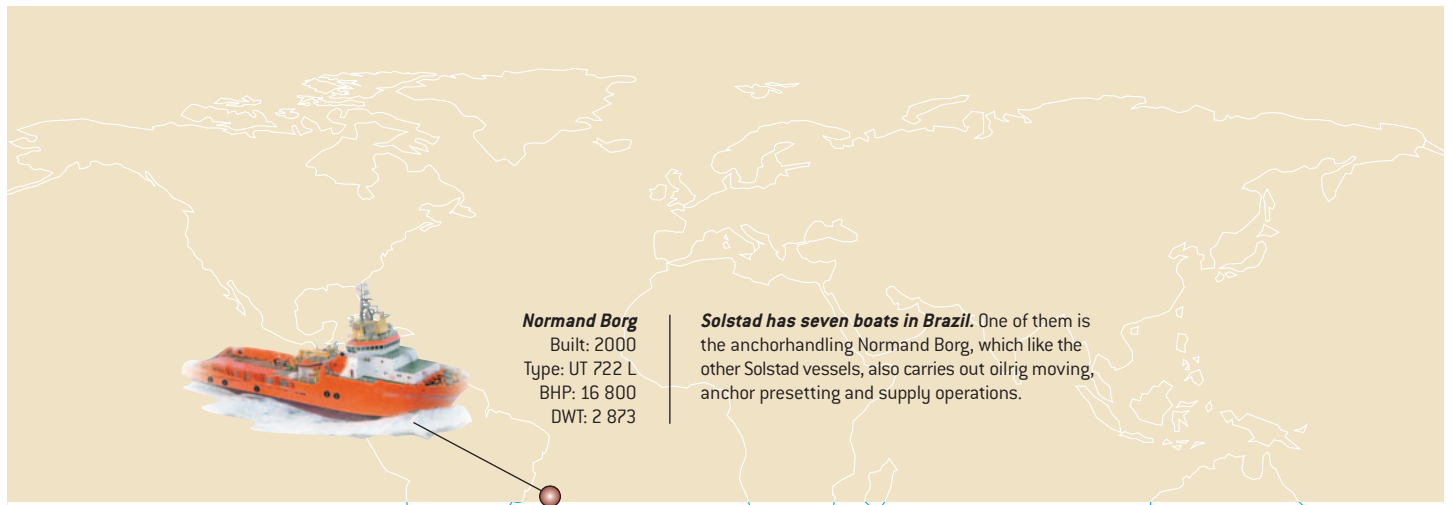 Normand Borg
Built: 2000
Type: UT 722 L
BHP: 16 800
DWT: 2 873
Solstad has seven boats in Brazil. One of them is
the anchorhandling Normand Borg, which like the
other Solstad vessels, also carries out oilrig moving,
anchor presetting and supply operations.